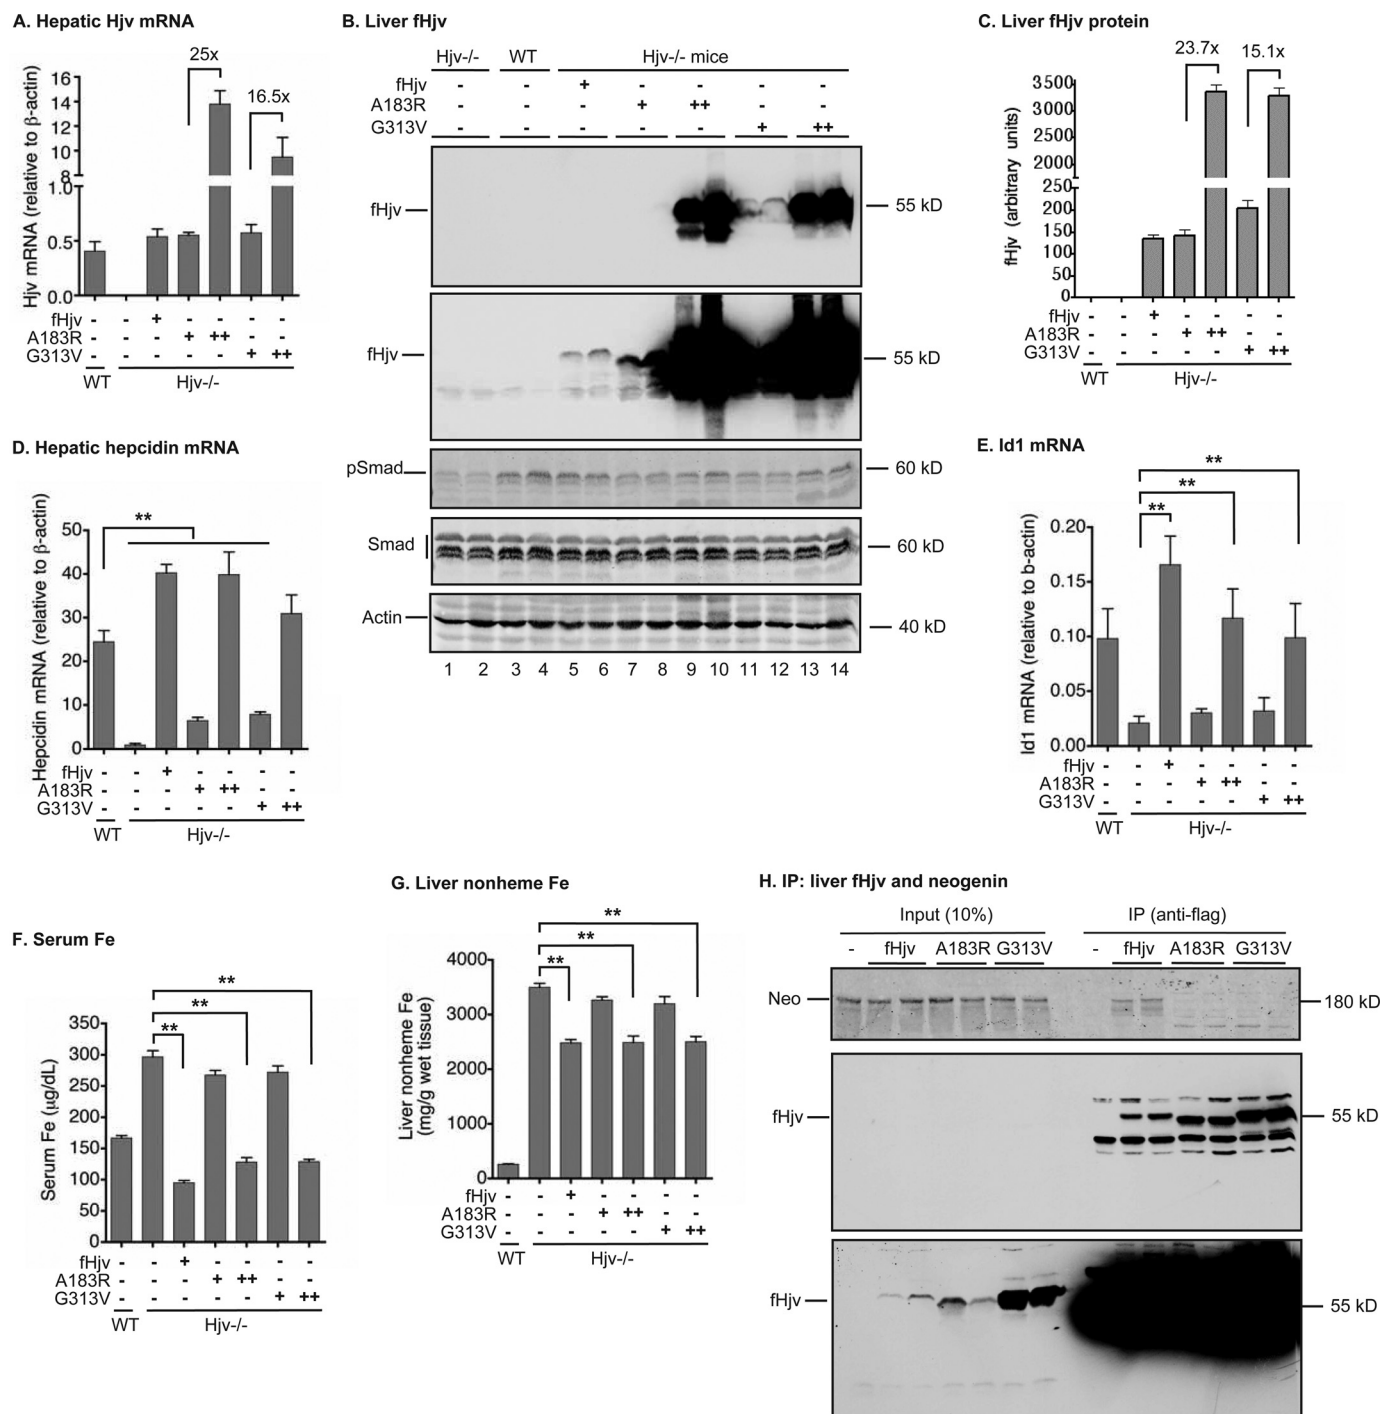 A. Hepatic Hjv mRNA
25x
16.5x
Hjv mRNA (relative to β-actin)
16
14
12
10
8
1.0
0.5
0.0
fHjv - - + - - - -
A183R - - - + ++ - -
G313V - - - - - + ++
WT Hjv-/-
B. Liver fHjv
Hjv-/- WT Hjv-/- mice
fHjv - - + - - - -
A183R - - - + ++ - -
G313V - - - - - + ++
fHjv 55 kD
fHjv 55 kD
pSmad 60 kD
Smad 60 kD
Actin 40 kD
1 2 3 4 5 6 7 8 9 10 11 12 13 14
C. Liver fHjv protein
23.7x
15.1x
fHjv (arbitrary units)
3500
3000
2500
2000
250
200
150
100
50
0
fHjv - - + - - - -
A183R - - - + ++ - -
G313V - - - - - + ++
WT Hjv-/-
D. Hepatic hepcidin mRNA
**
Hepcidin mRNA (relative to β-actin)
50
40
30
20
10
0
fHjv - - + - - - -
A183R - - - + ++ - -
G313V - - - - - + ++
WT Hjv-/-
E. Id1 mRNA
**
**
**
Id1 mRNA (relative to b-actin)
0.20
0.15
0.10
0.05
0.00
fHjv - - + - - - -
A183R - - - + ++ - -
G313V - - - - - + ++
WT Hjv-/-
F. Serum Fe
**
**
**
Serum Fe (µg/dL)
350
300
250
200
150
100
50
0
fHjv - - + - - - -
A183R - - - + ++ - -
G313V - - - - - + ++
WT Hjv-/-
G. Liver nonheme Fe
**
**
**
Liver nonheme Fe
(mg/g wet tissue)
4000
3000
2000
1000
0
fHjv - - + - - - -
A183R - - - + ++ - -
G313V - - - - - + ++
WT Hjv-/-
H. IP: liver fHjv and neogenin
Input (10%) IP (anti-flag)
- fHjv A183R G313V - fHjv A183R G313V
Neo 180 kD
fHjv 55 kD
fHjv 55 kD